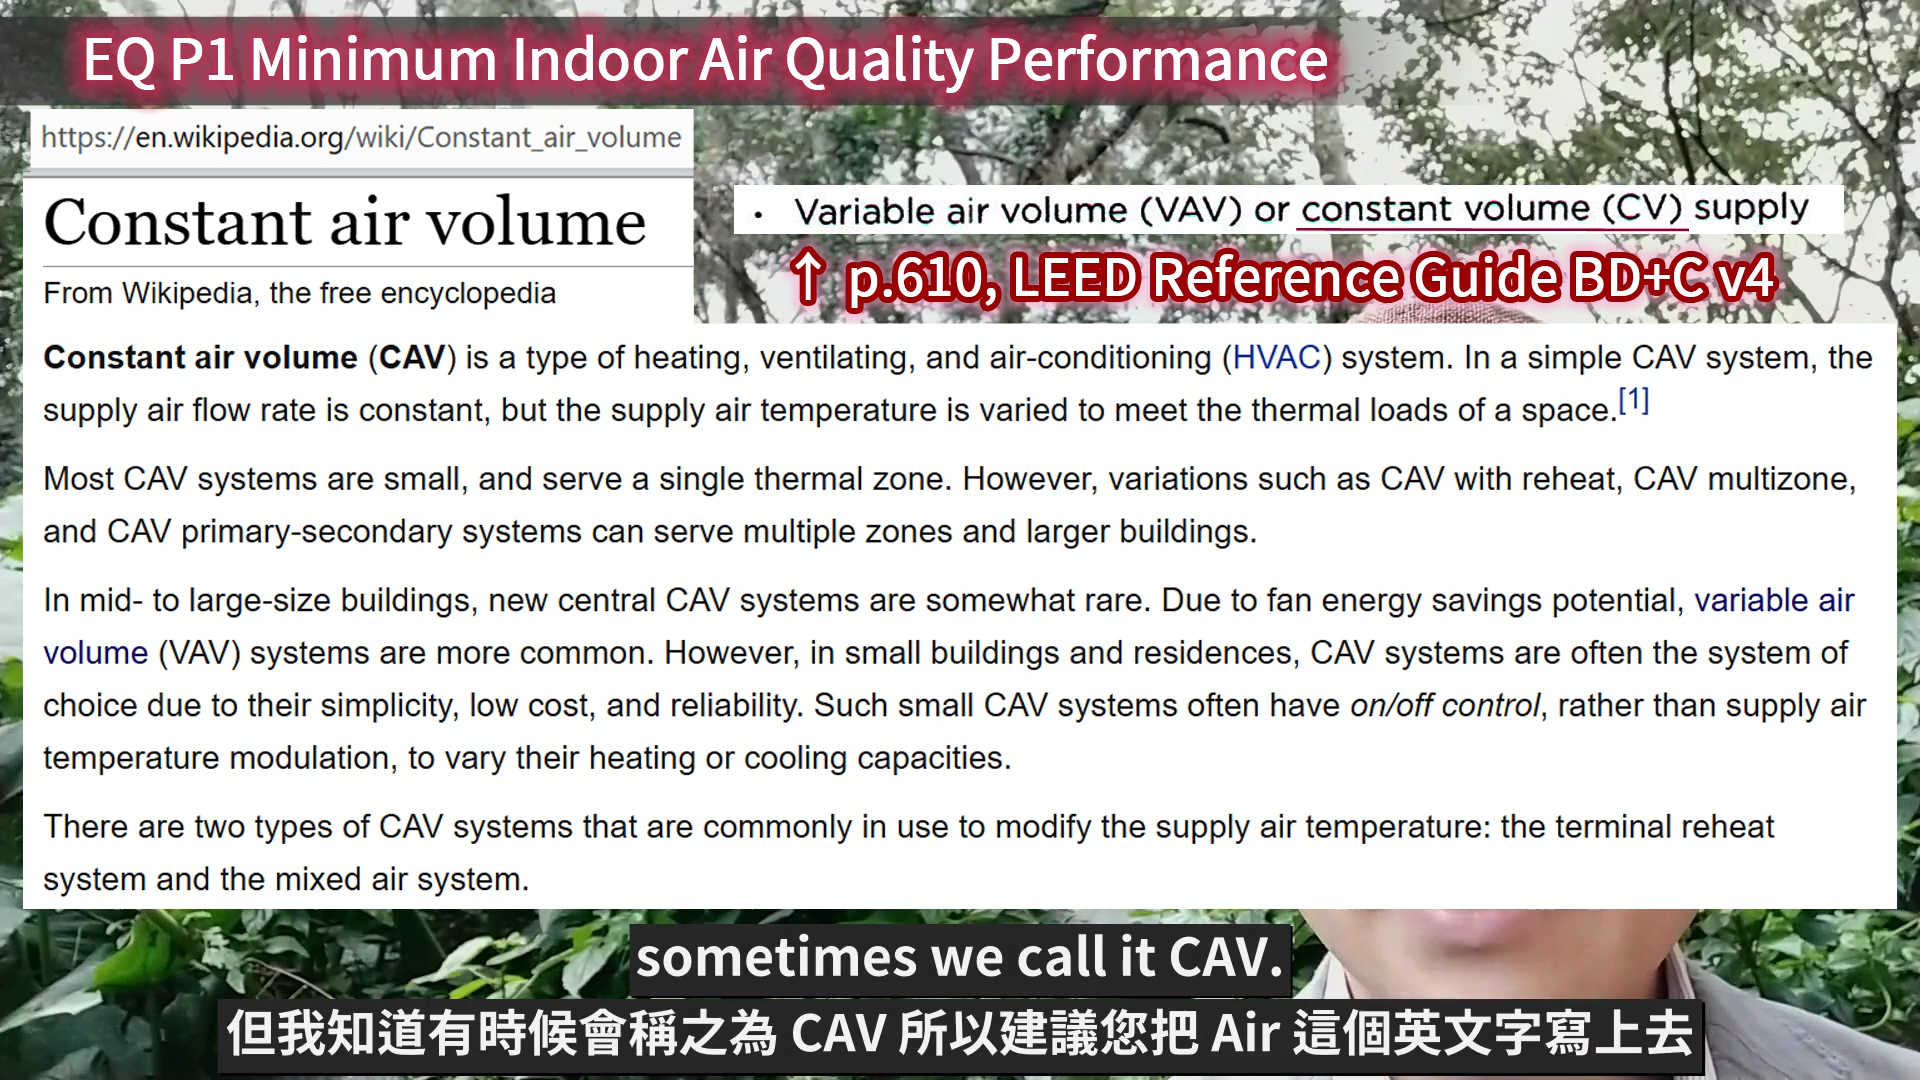 EQ P1 Minimum Indoor Air Quality Performance
https://en.wikipedia.org/wiki/Constant_air_volume
Constant air volume
From Wikipedia, the free encyclopedia
· Variable air volume (VAV) or constant volume (CV) supply
↑ p.610, LEED Reference Guide BD+C v4
Constant air volume (CAV) is a type of heating, ventilating, and air-conditioning (HVAC) system. In a simple CAV system, the
supply air flow rate is constant, but the supply air temperature is varied to meet the thermal loads of a space.[1]
Most CAV systems are small, and serve a single thermal zone. However, variations such as CAV with reheat, CAV multizone,
and CAV primary-secondary systems can serve multiple zones and larger buildings.
In mid- to large-size buildings, new central CAV systems are somewhat rare. Due to fan energy savings potential, variable air
volume (VAV) systems are more common. However, in small buildings and residences, CAV systems are often the system of
choice due to their simplicity, low cost, and reliability. Such small CAV systems often have on/off control, rather than supply air
temperature modulation, to vary their heating or cooling capacities.
There are two types of CAV systems that are commonly in use to modify the supply air temperature: the terminal reheat
system and the mixed air system.
sometimes we call it CAV.
但我知道有時候會稱之為 CAV 所以建議您把 Air 這個英文字寫上去